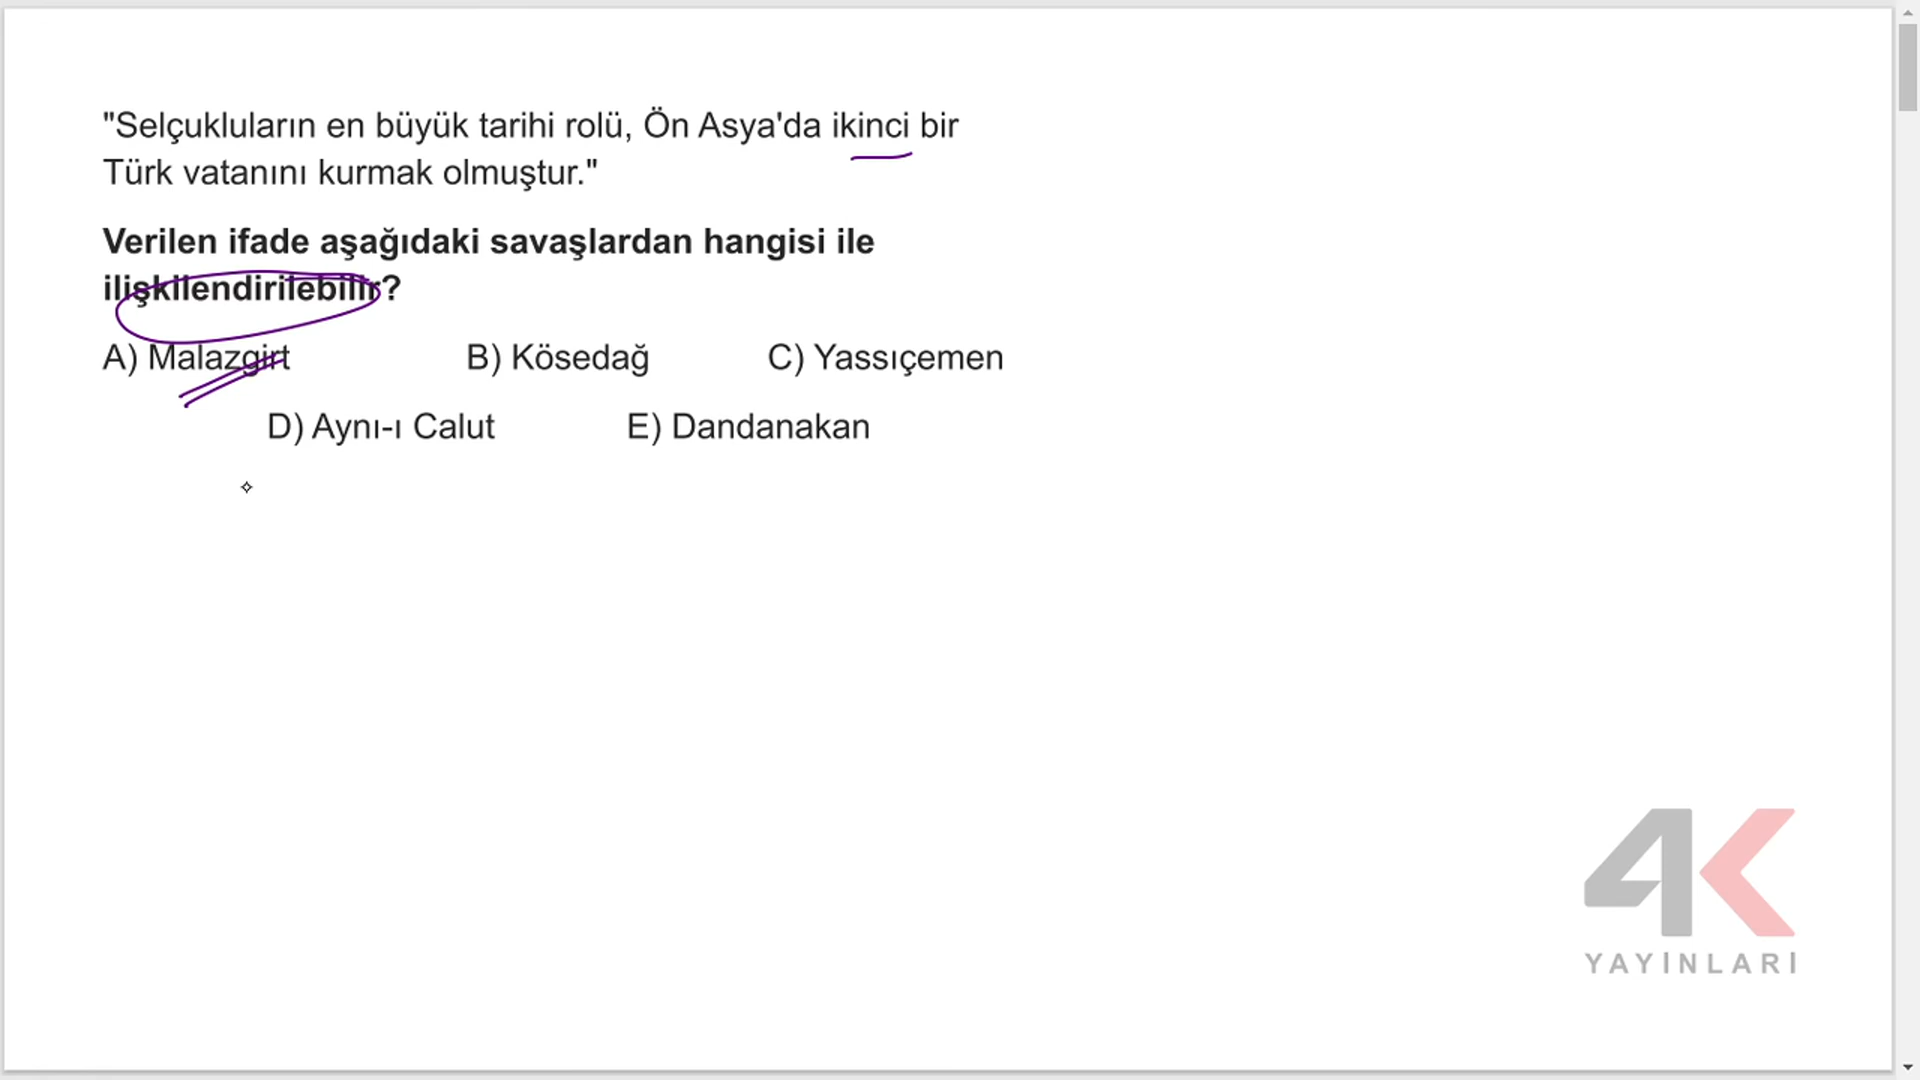 "Selçukluların en büyük tarihi rolü, Ön Asya'da ikinci bir
Türk vatanını kurmak olmuştur."
Verilen ifade aşağıdaki savaşlardan hangisi ile
ilişkilendirilebilir?
A) Malazgirt B) Kösedağ C) Yassıçemen
D) Aynı-ı Calut E) Dandanakan
4K
YAYINLARI